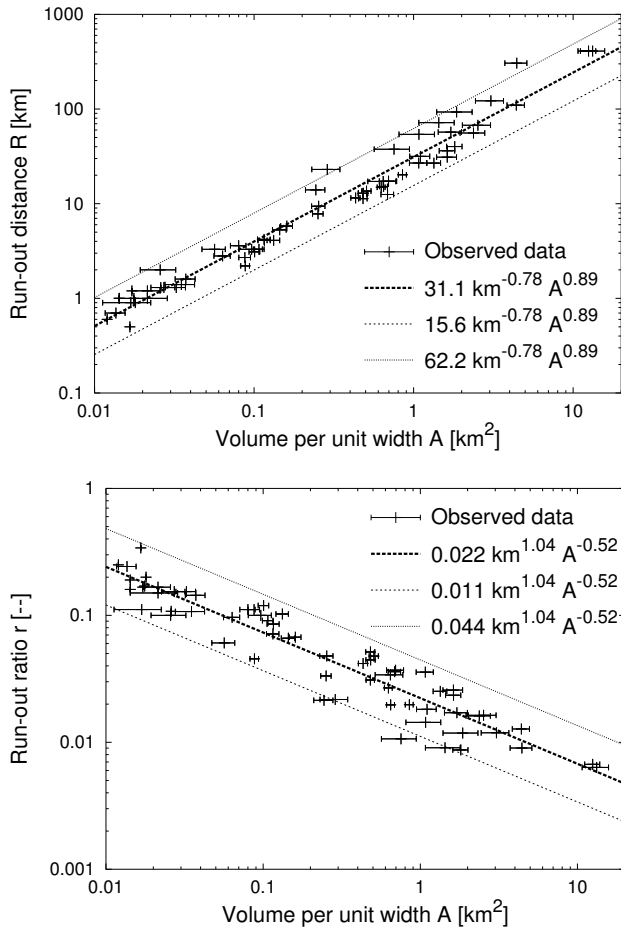 1000
100
10
1
0.1
Run-out distance R [km]
Observed data
31.1 km^-0.78 A^0.89
15.6 km^-0.78 A^0.89
62.2 km^-0.78 A^0.89
0.01 0.1 1 10
Volume per unit width A [km^2]
1
0.1
0.01
0.001
Run-out ratio r [--]
Observed data
0.022 km^1.04 A^-0.52
0.011 km^1.04 A^-0.52
0.044 km^1.04 A^-0.52
0.01 0.1 1 10
Volume per unit width A [km^2]